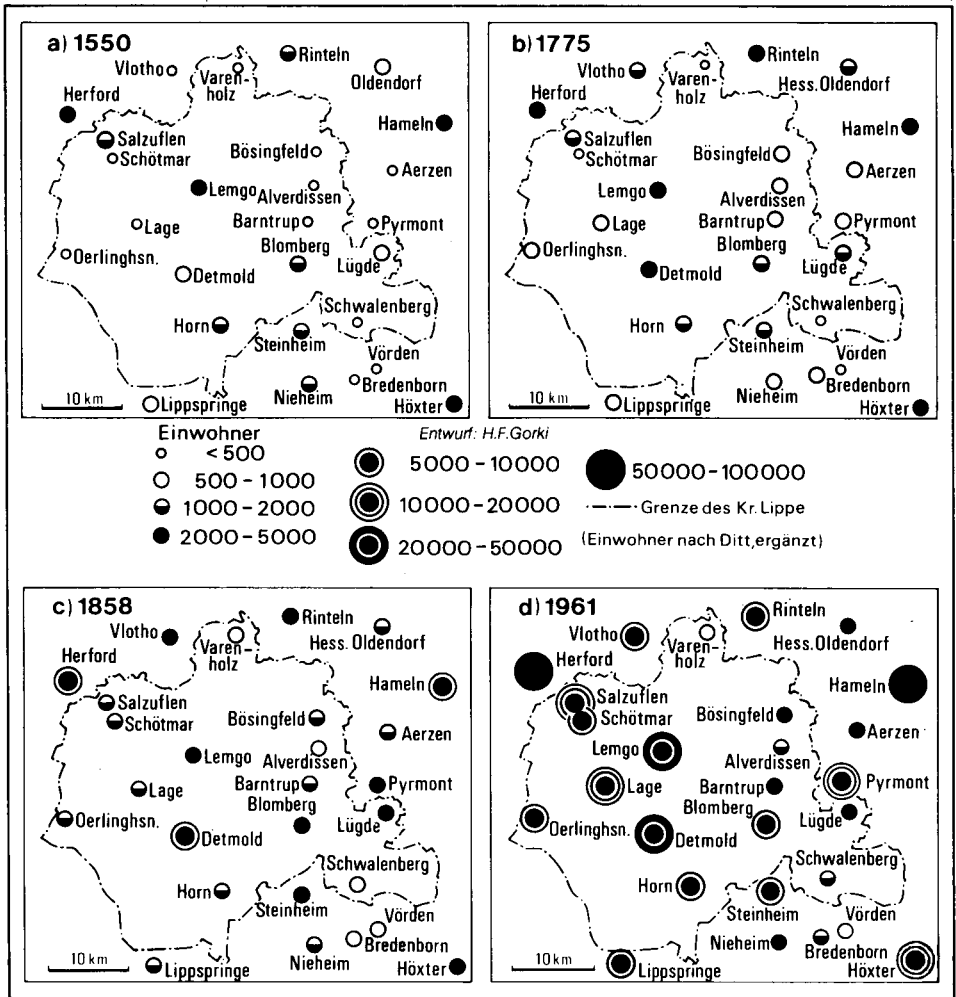 a) 1550
Rinteln
Vlotho
Varen-
holz
Oldendorf
Herford
Hameln
Salzuflen
Schötmar
Bösingfeld
Aerzen
Lemgo
Alverdissen
Lage
Barntrup
Pyrmont
Blomberg
Oerlinghsn.
Lügde
Detmold
Schwalenberg
Horn
Steinheim
Vörden
Bredenborn
Nieheim
10 km
Lippspringe
Höxter
b) 1775
Rinteln
Vlotho
Varen-
holz
Hess. Oldendorf
Herford
Hameln
Salzuflen
Schötmar
Bösingfeld
Aerzen
Lemgo
Alverdissen
Lage
Barntrup
Pyrmont
Blomberg
Oerlinghsn.
Lügde
Detmold
Schwalenberg
Horn
Steinheim
Vörden
Bredenborn
Nieheim
10 km
Lippspringe
Höxter
Einwohner
< 500
500 - 1000
1000 - 2000
2000 - 5000
Entwurf: H.F. Gorki
5000 - 10000
10000 - 20000
20000 - 50000
50000 - 100000
Grenze des Kr. Lippe
(Einwohner nach Ditt, ergänzt)
c) 1858
Rinteln
Vlotho
Varen-
holz
Hess. Oldendorf
Herford
Hameln
Salzuflen
Schötmar
Bösingfeld
Aerzen
Lemgo
Alverdissen
Lage
Barntrup
Pyrmont
Blomberg
Oerlinghsn.
Lügde
Detmold
Schwalenberg
Horn
Steinheim
Vörden
Bredenborn
Nieheim
10 km
Lippspringe
Höxter
d) 1961
Rinteln
Vlotho
Varen-
holz
Hess. Oldendorf
Herford
Hameln
Salzuflen
Schötmar
Bösingfeld
Aerzen
Lemgo
Alverdissen
Lage
Barntrup
Pyrmont
Blomberg
Oerlinghsn.
Lügde
Detmold
Schwalenberg
Horn
Steinheim
Vörden
Nieheim
Bredenborn
10 km
Lippspringe
Höxter